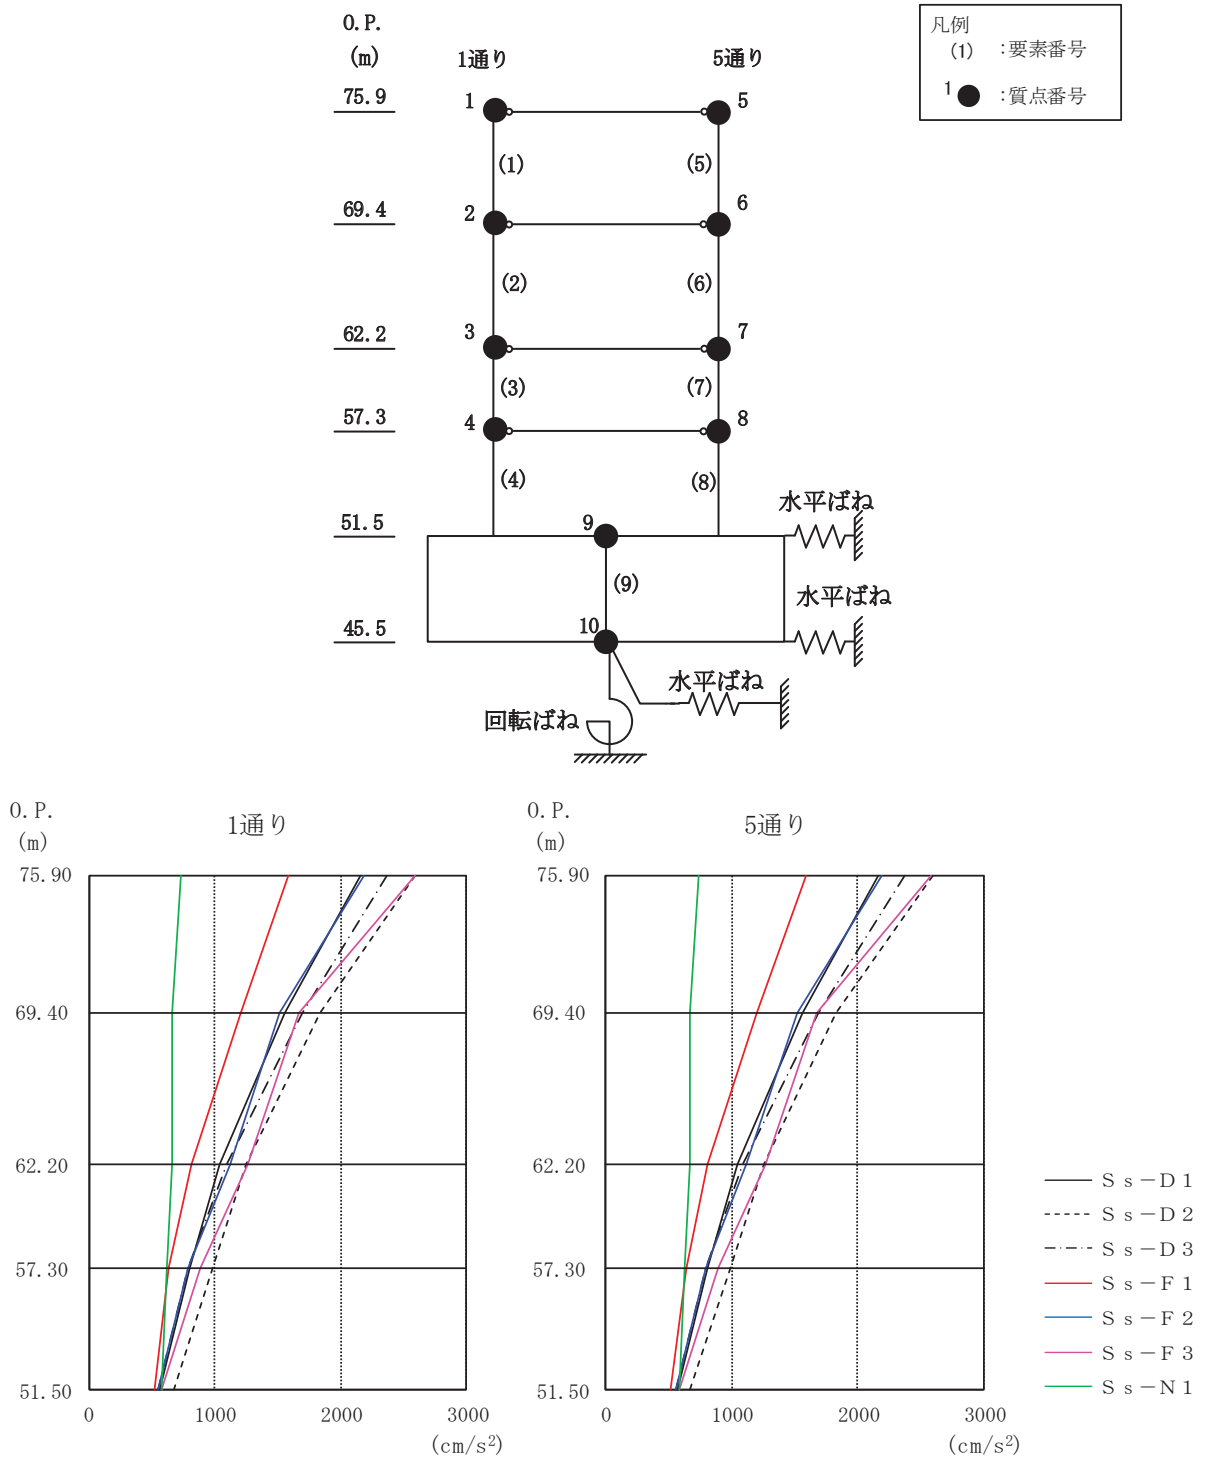 O.P.
(m)
1通り
5通り
凡例
(1) :要素番号
1 :質点番号
75.9
1
5
(1)
(5)
69.4
2
6
(2)
(6)
62.2
3
7
(3)
(7)
57.3
4
8
(4)
(8)
水平ばね
51.5
9
(9)
水平ばね
45.5
10
水平ばね
回転ばね
O.P.
(m)
1通り
75.90
69.40
62.20
57.30
51.50
0 1000 2000 3000
(cm/s²)
O.P.
(m)
5通り
75.90
69.40
62.20
57.30
51.50
0 1000 2000 3000
(cm/s²)
Ss-D1
Ss-D2
Ss-D3
Ss-F1
Ss-F2
Ss-F3
Ss-N1